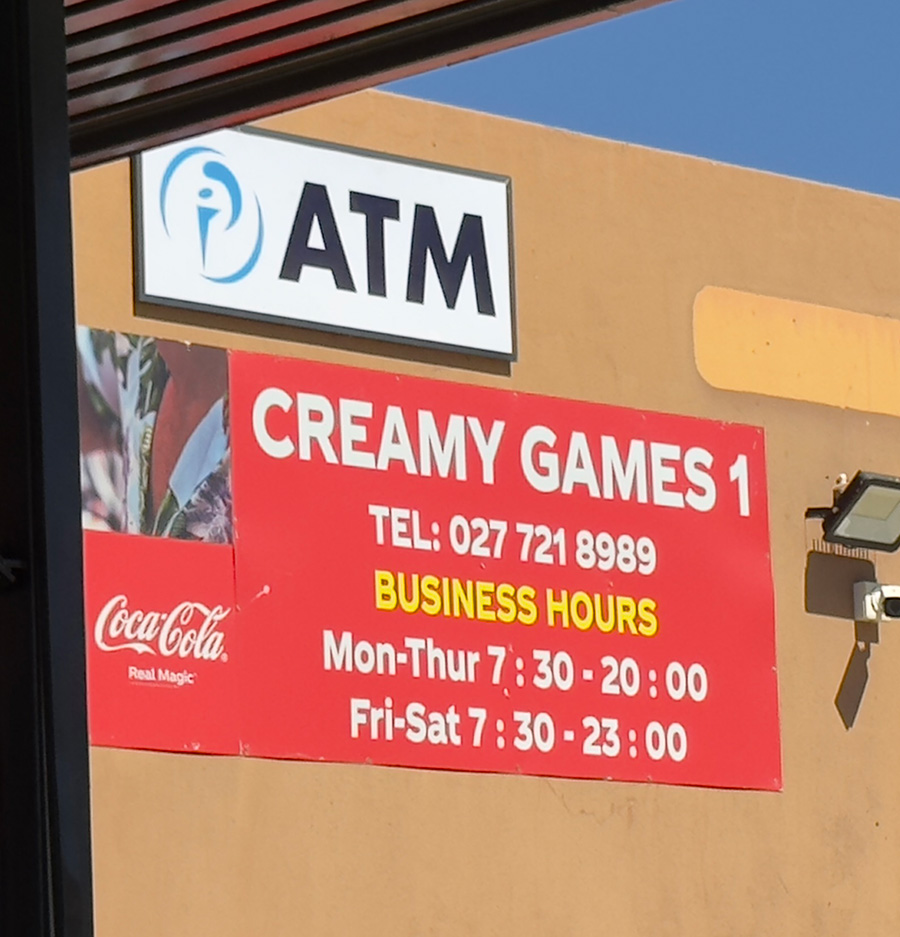 ATM
CREAMY GAMES 1
TEL: 027 721 8989
BUSINESS HOURS
Mon-Thur 7 : 30 - 20 : 00
Fri-Sat 7 : 30 - 23 : 00
Coca-Cola
Real Magic